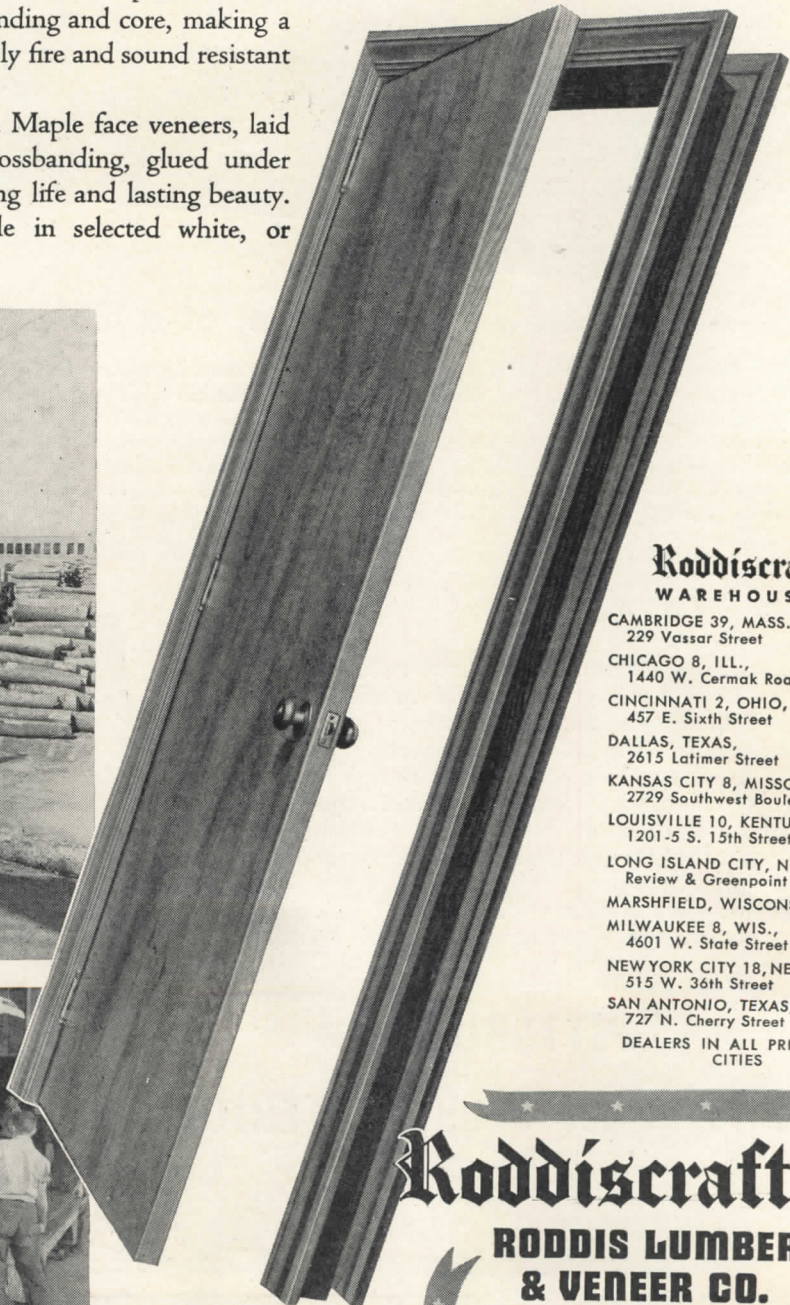 nding and core, making a
ly fire and sound resistant
Maple face veneers, laid
ossbanding, glued under
ng life and lasting beauty.
le in selected white, or
Roddiscra
WAREHOUS
CAMBRIDGE 39, MASS.
229 Vassar Street
CHICAGO 8, ILL.,
1440 W. Cermak Roa
CINCINNATI 2, OHIO,
457 E. Sixth Street
DALLAS, TEXAS,
2615 Latimer Street
KANSAS CITY 8, MISSO
2729 Southwest Boule
LOUISVILLE 10, KENTU
1201-5 S. 15th Street
LONG ISLAND CITY, N
Review & Greenpoint
MARSHFIELD, WISCONS
MILWAUKEE 8, WIS.,
4601 W. State Street
NEW YORK CITY 18, NE
515 W. 36th Street
SAN ANTONIO, TEXAS
727 N. Cherry Street
DEALERS IN ALL PRI
CITIES
Roddiscraft
RODDIS LUMBER
& VENEER CO.